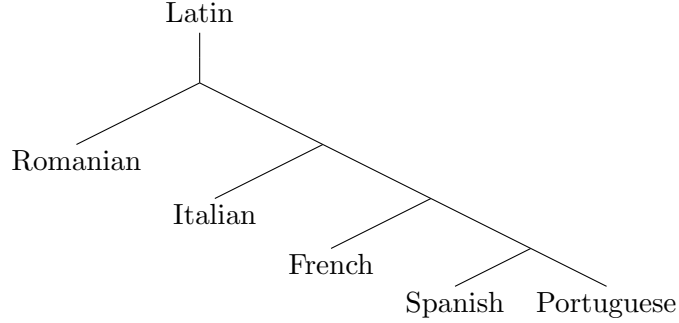 Latin
Romanian
Italian
French
Spanish Portuguese